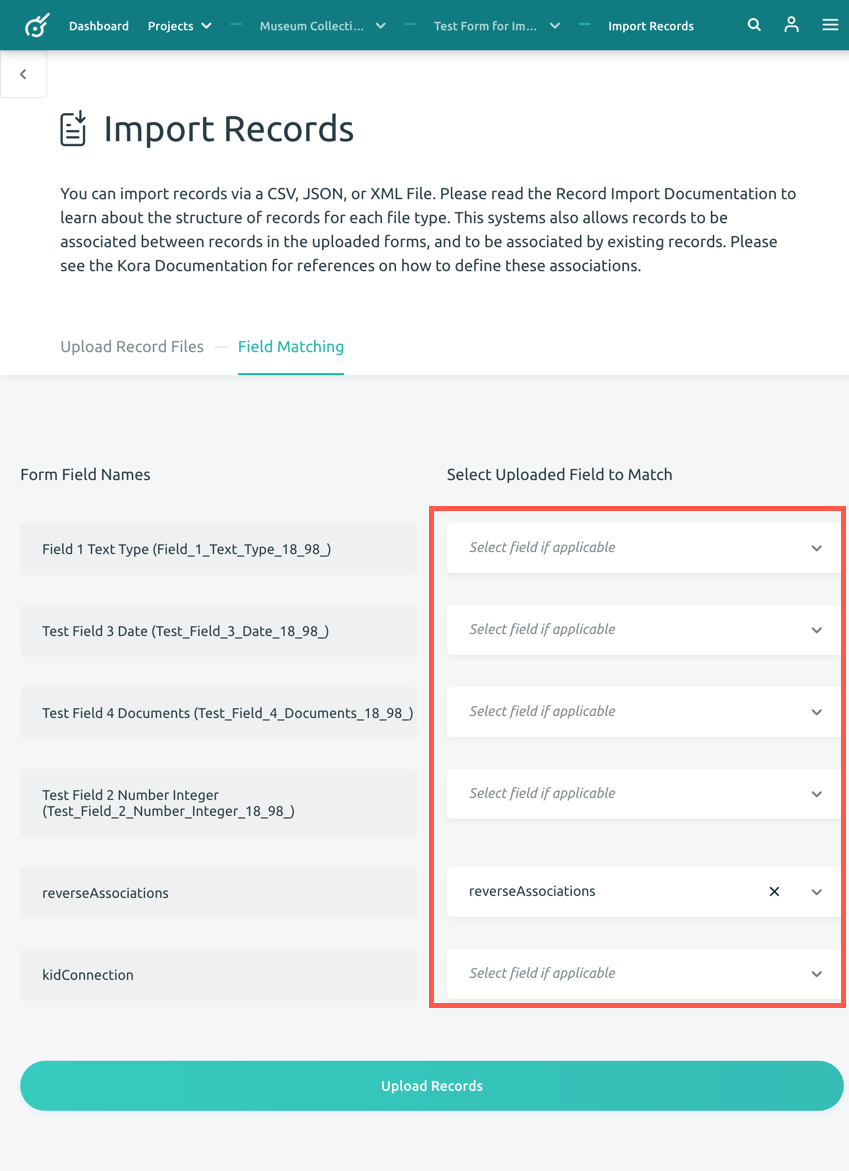 Dashboard Projects Museum Collecti... Test Form for Im... Import Records
Import Records
You can import records via a CSV, JSON, or XML File. Please read the Record Import Documentation to
learn about the structure of records for each file type. This systems also allows records to be
associated between records in the uploaded forms, and to be associated by existing records. Please
see the Kora Documentation for references on how to define these associations.
Upload Record Files Field Matching
Form Field Names Select Uploaded Field to Match
Field 1 Text Type (Field_1_Text_Type_18_98_) Select field if applicable
Test Field 3 Date (Test_Field_3_Date_18_98_) Select field if applicable
Test Field 4 Documents (Test_Field_4_Documents_18_98_) Select field if applicable
Test Field 2 Number Integer Select field if applicable
(Test_Field_2_Number_Integer_18_98_)
reverseAssociations reverseAssociations
kidConnection Select field if applicable
Upload Records